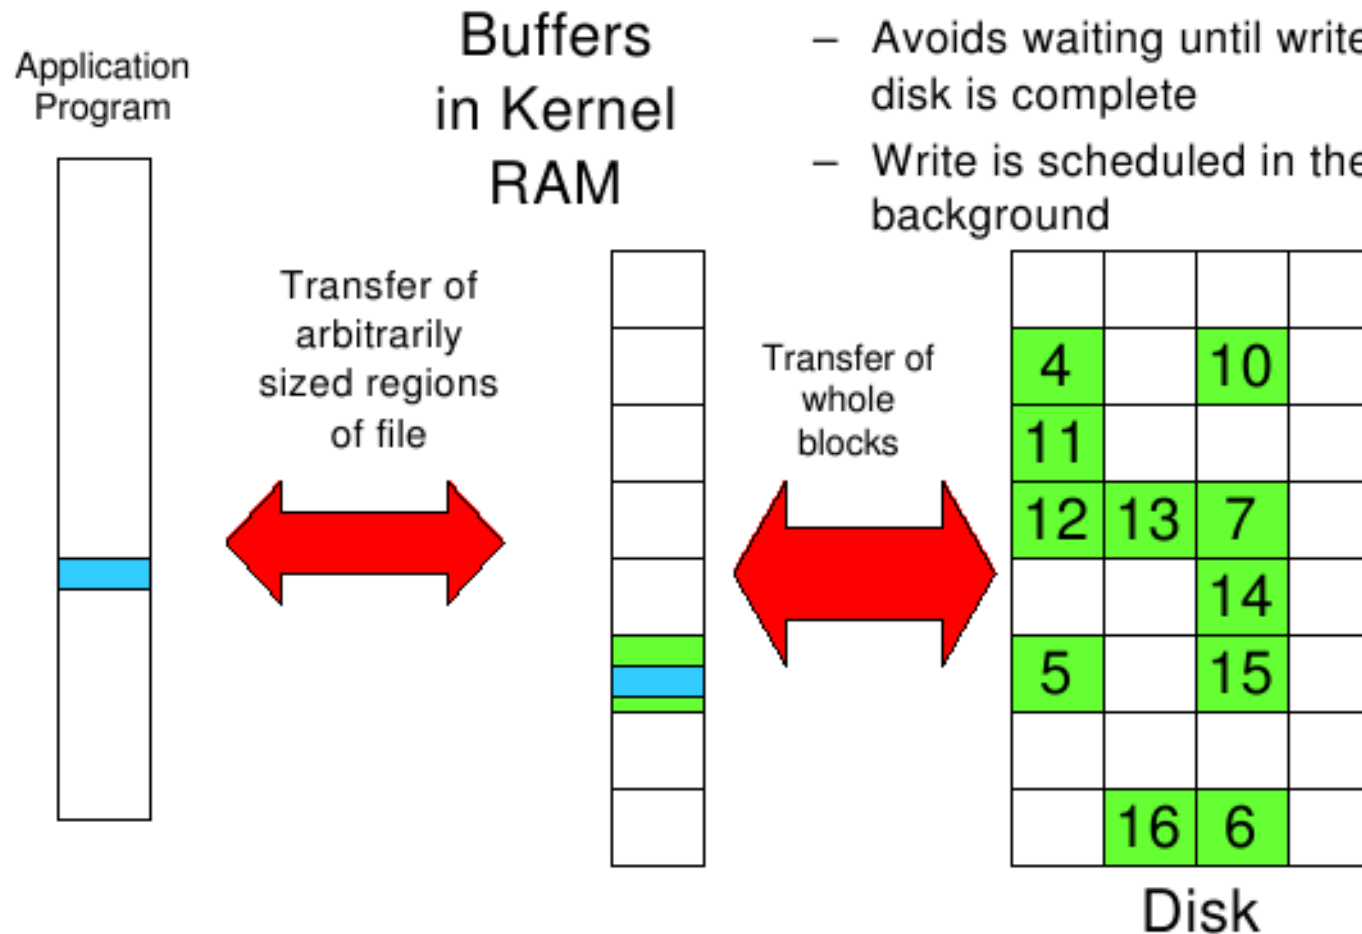 Application
Program
Buffers
in Kernel
RAM
– Avoids waiting until write
disk is complete
– Write is scheduled in the
background
Transfer of
arbitrarily
sized regions
of file
Transfer of
whole
blocks
4 10
11
12 13 7
14
5 15
16 6
Disk